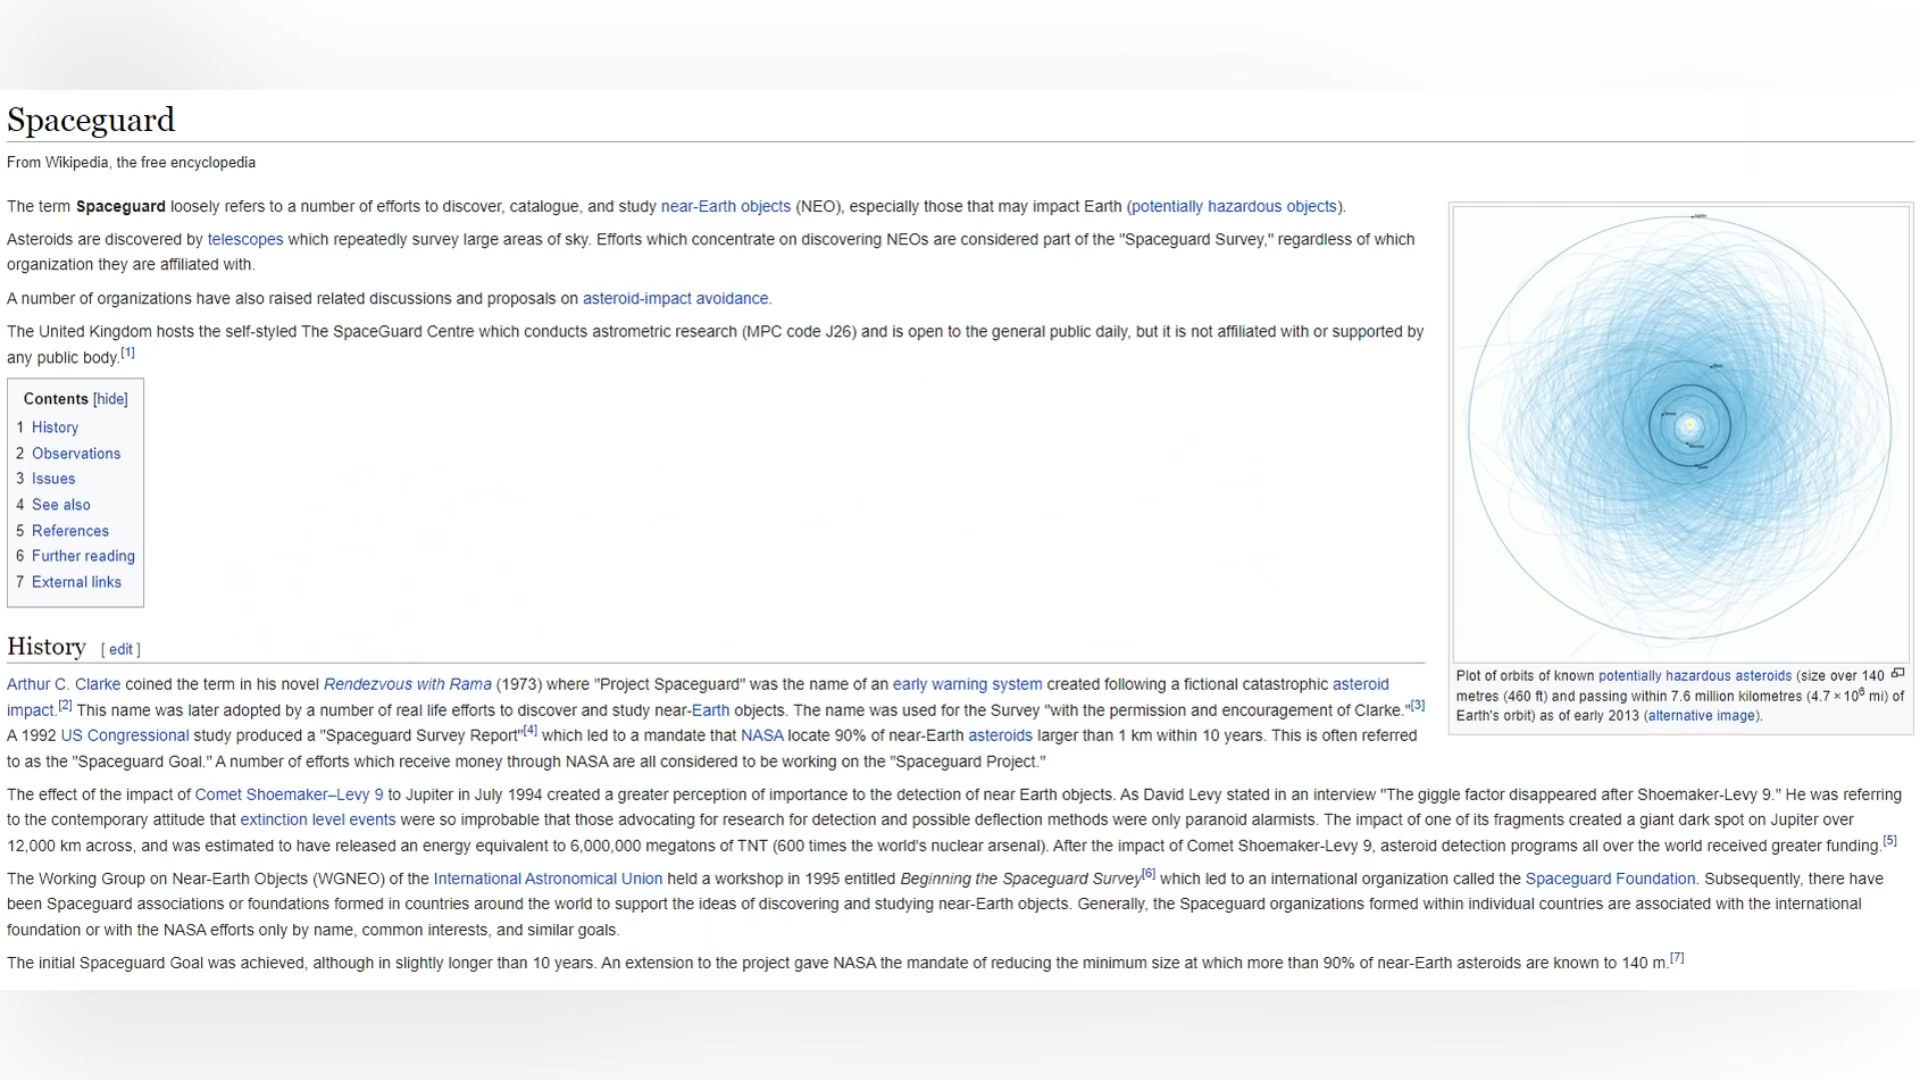 Spaceguard
From Wikipedia, the free encyclopedia
The term Spaceguard loosely refers to a number of efforts to discover, catalogue, and study near-Earth objects (NEO), especially those that may impact Earth (potentially hazardous objects).
Asteroids are discovered by telescopes which repeatedly survey large areas of sky. Efforts which concentrate on discovering NEOs are considered part of the "Spaceguard Survey," regardless of which
organization they are affiliated with.
A number of organizations have also raised related discussions and proposals on asteroid-impact avoidance.
The United Kingdom hosts the self-styled The SpaceGuard Centre which conducts astrometric research (MPC code J26) and is open to the general public daily, but it is not affiliated with or supported by
any public body.[1]
Contents [hide]
1 History
2 Observations
3 Issues
4 See also
5 References
6 Further reading
7 External links
Plot of orbits of known potentially hazardous asteroids (size over 140
metres (460 ft) and passing within 7.6 million kilometres (4.7 × 10⁶ mi) of
Earth's orbit) as of early 2013 (alternative image).
History [ edit ]
Arthur C. Clarke coined the term in his novel Rendezvous with Rama (1973) where "Project Spaceguard" was the name of an early warning system created following a fictional catastrophic asteroid
impact.[2] This name was later adopted by a number of real life efforts to discover and study near-Earth objects. The name was used for the Survey "with the permission and encouragement of Clarke."[3]
A 1992 US Congressional study produced a "Spaceguard Survey Report"[4] which led to a mandate that NASA locate 90% of near-Earth asteroids larger than 1 km within 10 years. This is often referred
to as the "Spaceguard Goal." A number of efforts which receive money through NASA are all considered to be working on the "Spaceguard Project."
The effect of the impact of Comet Shoemaker–Levy 9 to Jupiter in July 1994 created a greater perception of importance to the detection of near Earth objects. As David Levy stated in an interview "The giggle factor disappeared after Shoemaker-Levy 9." He was referring
to the contemporary attitude that extinction level events were so improbable that those advocating for research for detection and possible deflection methods were only paranoid alarmists. The impact of one of its fragments created a giant dark spot on Jupiter over
12,000 km across, and was estimated to have released an energy equivalent to 6,000,000 megatons of TNT (600 times the world's nuclear arsenal). After the impact of Comet Shoemaker-Levy 9, asteroid detection programs all over the world received greater funding.[5]
The Working Group on Near-Earth Objects (WGNEO) of the International Astronomical Union held a workshop in 1995 entitled Beginning the Spaceguard Survey[6] which led to an international organization called the Spaceguard Foundation. Subsequently, there have
been Spaceguard associations or foundations formed in countries around the world to support the ideas of discovering and studying near-Earth objects. Generally, the Spaceguard organizations formed within individual countries are associated with the international
foundation or with the NASA efforts only by name, common interests, and similar goals.
The initial Spaceguard Goal was achieved, although in slightly longer than 10 years. An extension to the project gave NASA the mandate of reducing the minimum size at which more than 90% of near-Earth asteroids are known to 140 m.[7]